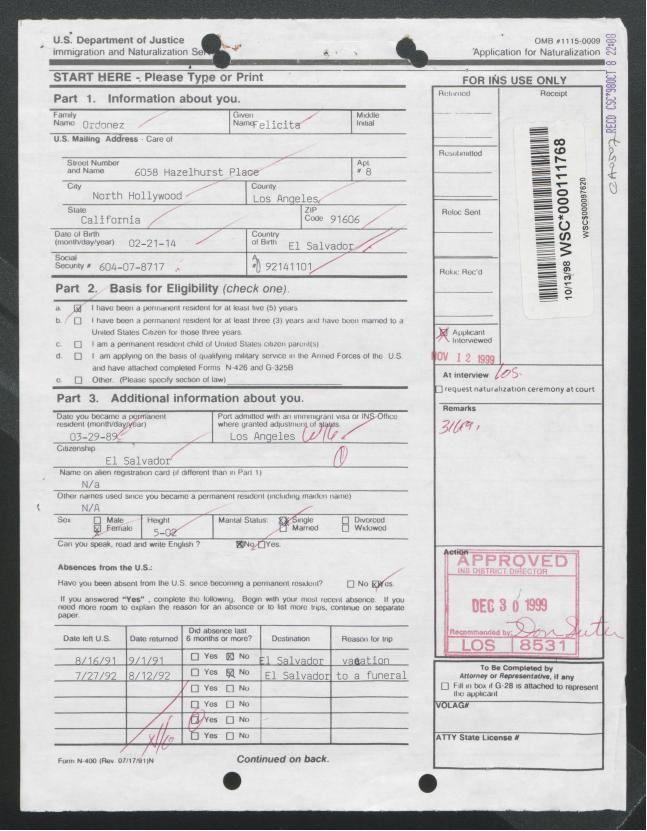 U.S. Department of Justice
Immigration and Naturalization Ser
OMB #1115-0009
Application for Naturalization
START HERE - Please Type or Print
Part 1. Information about you.
Family Name Ordonez
Given Name Felicita
Middle Initial
U.S. Mailing Address - Care of
Street Number and Name 6058 Hazelhurst Place
Apt. # 8
City North Hollywood
County Los Angeles
State California
ZIP Code 91606
Date of Birth (month/day/year) 02-21-14
Country of Birth El Salvador
Social Security # 604-07-8717
A # 92141101
Part 2. Basis for Eligibility (check one).
a. I have been a permanent resident for at least five (5) years
b. I have been a permanent resident for at least three (3) years and have been married to a
United States Citizen for those three years.
c. I am a permanent resident child of United States citizen parent(s)
d. I am applying on the basis of qualifying military service in the Armed Forces of the U.S.
and have attached completed Forms N-426 and G-325B
e. Other. (Please specify section of law)
Part 3. Additional information about you.
Date you became a permanent resident (month/day/year) 03-29-89
Port admitted with an immigrant visa or INS Office where granted adjustment of status Los Angeles
Citizenship
El Salvador
Name on alien registration card (if different than in Part 1)
N/a
Other names used since you became a permanent resident (including maiden name)
N/A
Sex Male Female
Height 5-02
Marital Status: Single Married Divorced Widowed
Can you speak, read and write English ? No Yes.
Absences from the U.S.:
Have you been absent from the U.S. since becoming a permanent resident? No Yes.
If you answered "Yes" , complete the following. Begin with your most recent absence. If you
need more room to explain the reason for an absence or to list more trips, continue on separate
paper.
Date left U.S. Date returned Did absence last 6 months or more? Destination Reason for trip
8/16/91 9/1/91 Yes No El Salvador vacation
7/27/92 8/12/92 Yes No El Salvador to a funeral
Yes No
Yes No
Yes No
Yes No
Form N-400 (Rev 07/17/91)N
Continued on back.
FOR INS USE ONLY
Returned
Receipt
Resubmitted
Reloc Sent
Reloc Rec'd
10/13/98 WSC*000111768
WSC$000097620
RECD CSC*98OCT 8 22:08
Applicant Interviewed
NOV 12 1999
At interview
request naturalization ceremony at court
Remarks
Action
APPROVED
INS DISTRICT DIRECTOR
DEC 30 1999
Recommended by:
LOS 8531
To Be Completed by
Attorney or Representative, if any
Fill in box if G-28 is attached to represent
the applicant
VOLAG#
ATTY State License #